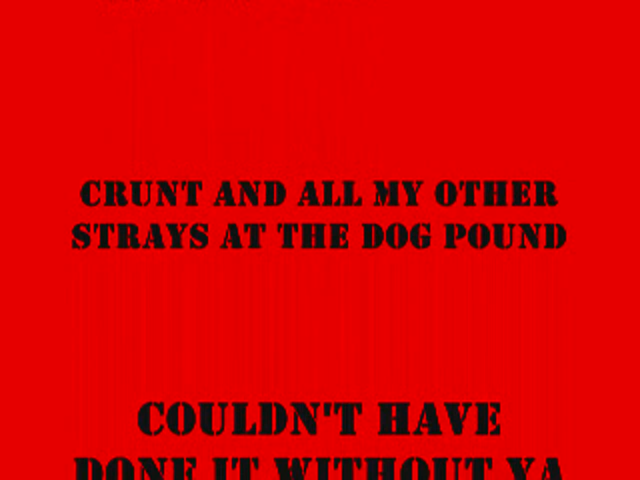 CRUNT AND ALL MY OTHER
STRAYS AT THE DOG POUND
COULDN'T HAVE
DONE IT WITHOUT YA